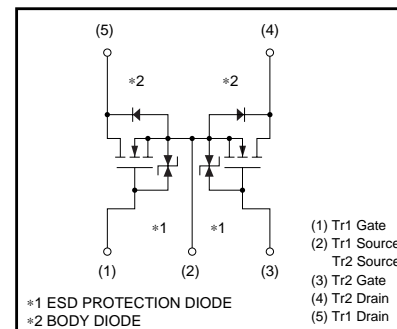 (5) (4)
∗2 ∗2
∗1 ∗1
(1) (2) (3)
(1) Tr1 Gate
(2) Tr1 Source
Tr2 Source
(3) Tr2 Gate
(4) Tr2 Drain
(5) Tr1 Drain
∗1 ESD PROTECTION DIODE
∗2 BODY DIODE